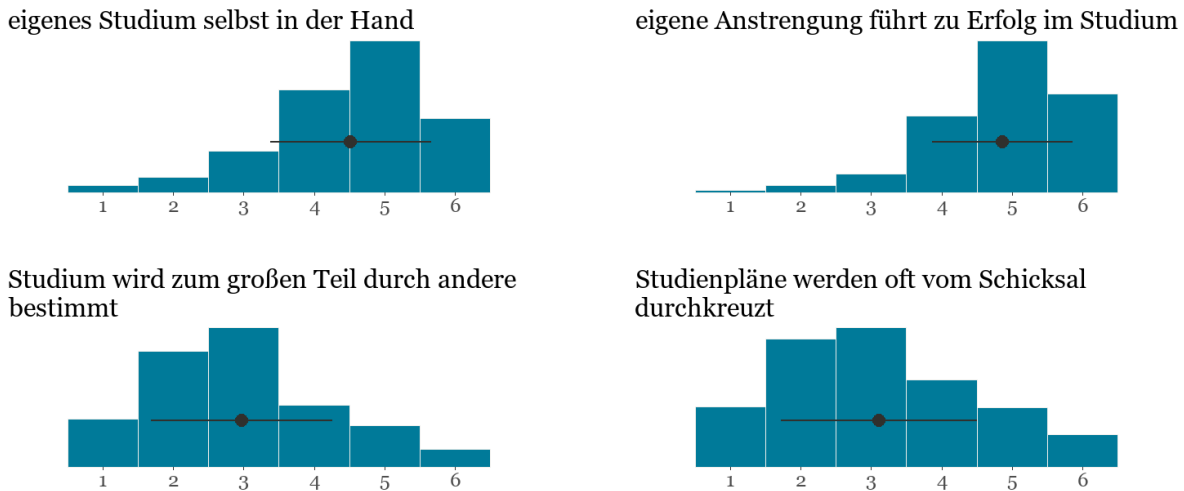 eigenes Studium selbst in der Hand
1 2 3 4 5 6
eigene Anstrengung führt zu Erfolg im Studium
1 2 3 4 5 6
Studium wird zum großen Teil durch andere
bestimmt
1 2 3 4 5 6
Studienpläne werden oft vom Schicksal
durchkreuzt
1 2 3 4 5 6